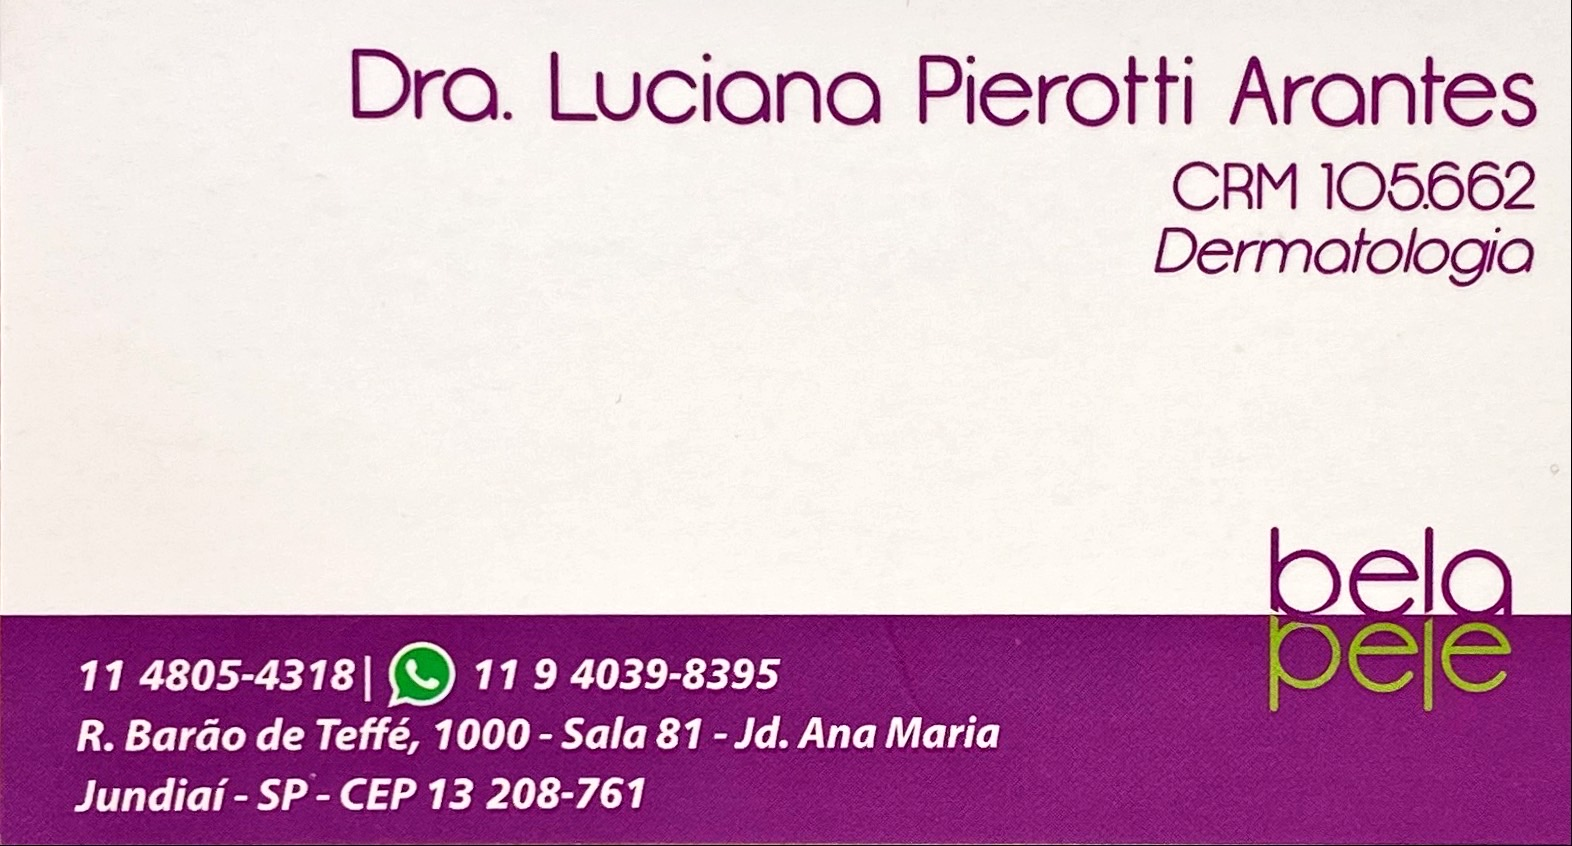 Dra. Luciana Pierotti Arantes
CRM 105.662
Dermatologia
bela
pele
11 4805-4318 | 11 9 4039-8395
R. Barão de Teffé, 1000 - Sala 81 - Jd. Ana Maria
Jundiaí - SP - CEP 13 208-761